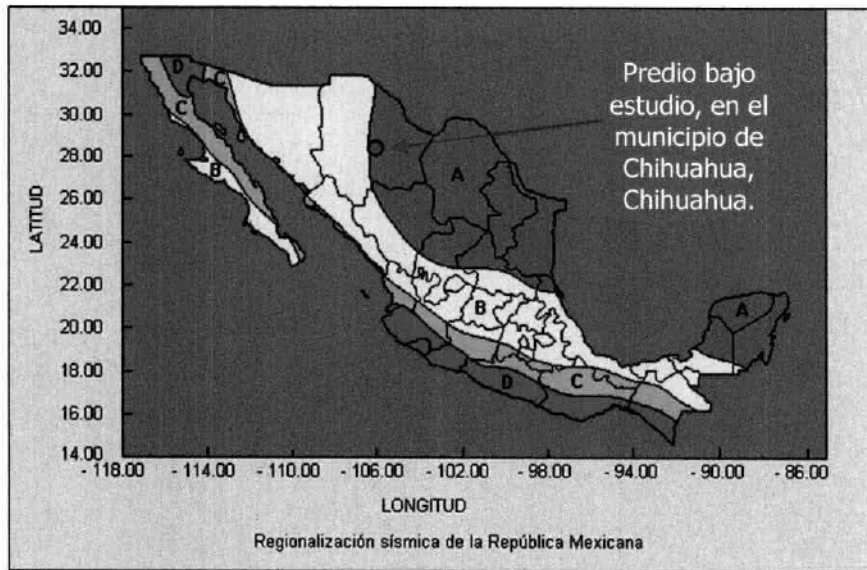 34.00
32.00
30.00
28.00
26.00
24.00
22.00
20.00
18.00
16.00
14.00
LATITUD
D
C
C
B
A
B
C
D
A
Predio bajo
estudio, en el
municipio de
Chihuahua,
Chihuahua.
- 118.00 - 114.00 - 110.00 - 106.00 - 102.00 - 98.00 - 94.00 - 90.00 - 86.00
LONGITUD
Regionalización sísmica de la República Mexicana